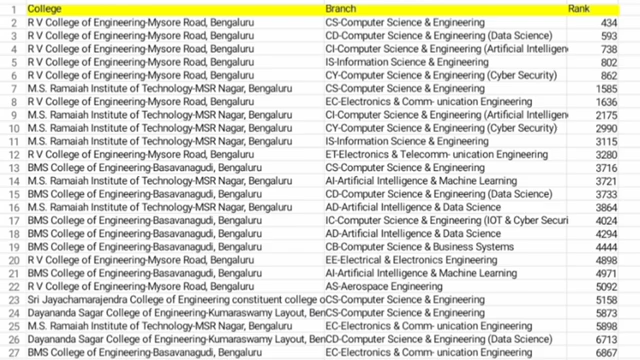 1 College Branch Rank
2 R V College of Engineering-Mysore Road, Bengaluru CS-Computer Science & Engineering 434
3 R V College of Engineering-Mysore Road, Bengaluru CD-Computer Science & Engineering (Data Science) 593
4 R V College of Engineering-Mysore Road, Bengaluru CI-Computer Science & Engineering (Artificial Intelligen 738
5 R V College of Engineering-Mysore Road, Bengaluru IS-Information Science & Engineering 802
6 R V College of Engineering-Mysore Road, Bengaluru CY-Computer Science & Engineering (Cyber Security) 862
7 M.S. Ramaiah Institute of Technology-MSR Nagar, Bengaluru CS-Computer Science & Engineering 1585
8 R V College of Engineering-Mysore Road, Bengaluru EC-Electronics & Comm- unication Engineering 1636
9 M.S. Ramaiah Institute of Technology-MSR Nagar, Bengaluru CI-Computer Science & Engineering (Artificial Intelligen 2175
10 M.S. Ramaiah Institute of Technology-MSR Nagar, Bengaluru CY-Computer Science & Engineering (Cyber Security) 2990
11 M.S. Ramaiah Institute of Technology-MSR Nagar, Bengaluru IS-Information Science & Engineering 3115
12 R V College of Engineering-Mysore Road, Bengaluru ET-Electronics & Telecomm- unication Engineering 3280
13 BMS College of Engineering-Basavanagudi, Bengaluru CS-Computer Science & Engineering 3716
14 M.S. Ramaiah Institute of Technology-MSR Nagar, Bengaluru AI-Artificial Intelligence & Machine Learning 3721
15 BMS College of Engineering-Basavanagudi, Bengaluru CD-Computer Science & Engineering (Data Science) 3733
16 M.S. Ramaiah Institute of Technology-MSR Nagar, Bengaluru AD-Artificial Intelligence & Data Science 3864
17 BMS College of Engineering-Basavanagudi, Bengaluru IC-Computer Science & Engineering (IOT & Cyber Securi 4024
18 BMS College of Engineering-Basavanagudi, Bengaluru AD-Artificial Intelligence & Data Science 4294
19 BMS College of Engineering-Basavanagudi, Bengaluru CB-Computer Science & Business Systems 4444
20 R V College of Engineering-Mysore Road, Bengaluru EE-Electrical & Electronics Engineering 4898
21 BMS College of Engineering-Basavanagudi, Bengaluru AI-Artificial Intelligence & Machine Learning 4971
22 R V College of Engineering-Mysore Road, Bengaluru AS-Aerospace Engineering 5092
23 Sri Jayachamarajendra College of Engineering constituent college o CS-Computer Science & Engineering 5158
24 Dayananda Sagar College of Engineering-Kumaraswamy Layout, Ben CS-Computer Science & Engineering 5873
25 M.S. Ramaiah Institute of Technology-MSR Nagar, Bengaluru EC-Electronics & Comm- unication Engineering 5898
26 Dayananda Sagar College of Engineering-Kumaraswamy Layout, Ben CD-Computer Science & Engineering (Data Science) 6713
27 BMS College of Engineering-Basavanagudi, Bengaluru EC-Electronics & Comm- unication Engineering 6867